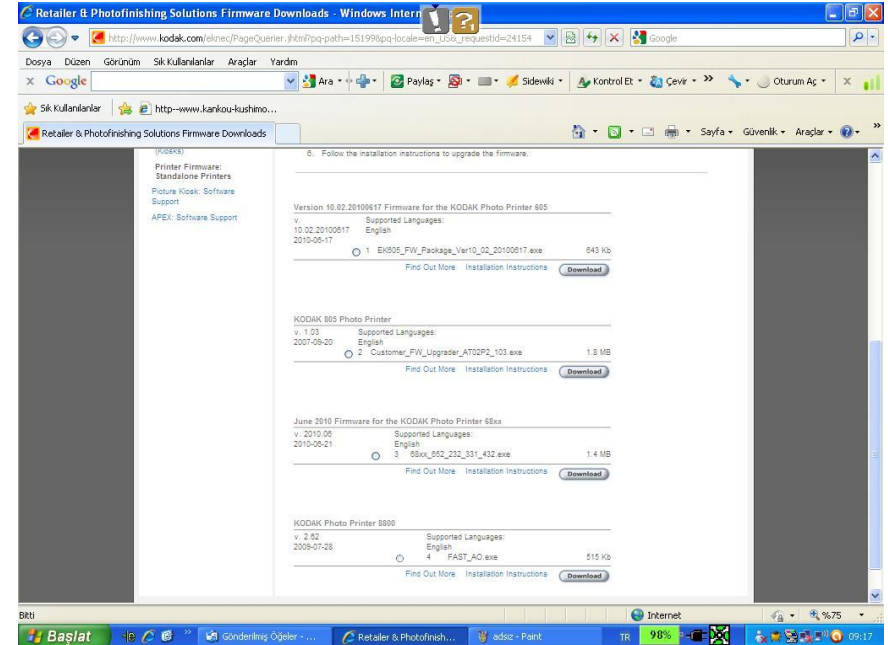 Retailer & Photofinishing Solutions Firmware Downloads - Windows Intern
http://www.kodak.com/eknec/PageQuerier.jhtml?pq-path=15199&pq-locale=en_US&_requestid=24154
Google
Dosya Düzen Görünüm Sık Kullanılanlar Araçlar Yardım
x Google Ara Paylaş Sidewiki Kontrol Et Çevir » Oturum Aç
Sık Kullanılanlar http--www.kankou-kushimo...
Retailer & Photofinishing Solutions Firmware Downloads
Sayfa Güvenlik Araçlar »
(Kiosks)
Printer Firmware:
Standalone Printers
Picture Kiosk: Software
Support
APEX: Software Support
6. Follow the installation instructions to upgrade the firmware.
Version 10.02.20100617 Firmware for the KODAK Photo Printer 605
v. Supported Languages:
10.02.20100617 English
2010-06-17
1 EK605_FW_Package_Ver10_02_20100617.exe 643 Kb
Find Out More Installation Instructions Download
KODAK 805 Photo Printer
v. 1.03 Supported Languages:
2007-09-20 English
2 Customer_FW_Upgrader_AT02P2_103.exe 1.8 MB
Find Out More Installation Instructions Download
June 2010 Firmware for the KODAK Photo Printer 68xx
v. 2010.06 Supported Languages:
2010-06-21 English
3 68xx_652_232_331_432.exe 1.4 MB
Find Out More Installation Instructions Download
KODAK Photo Printer 8800
v. 2.62 Supported Languages:
2009-07-28 English
4 FAST_AO.exe 515 Kb
Find Out More Installation Instructions Download
Bitti Internet %75
Başlat » Gönderilmiş Öğeler - ... Retailer & Photofinish... adsız - Paint TR 98% 09:17